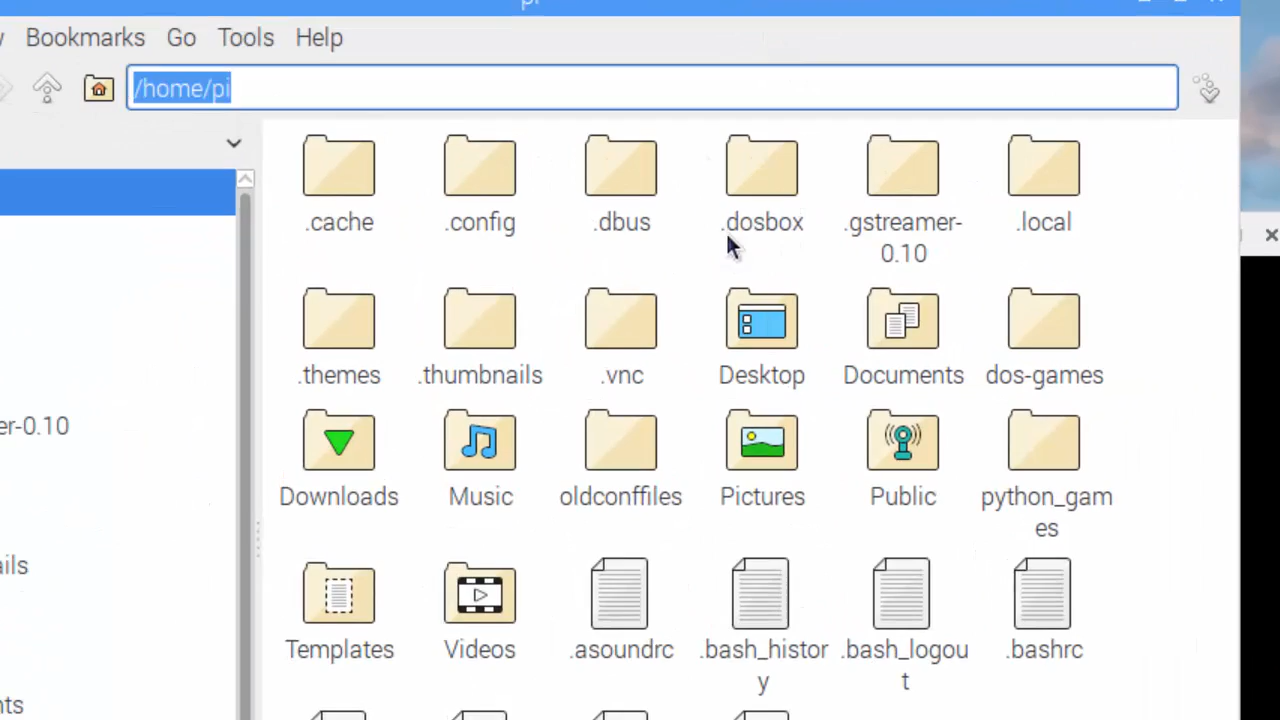 Bookmarks Go Tools Help
/home/pi
.cache .config .dbus .dosbox .gstreamer- .local
0.10
.themes .thumbnails .vnc Desktop Documents dos-games
er-0.10
Downloads Music oldconffiles Pictures Public python_gam
es
ails
Templates Videos .asoundrc .bash_histor .bash_logou .bashrc
y t
nts